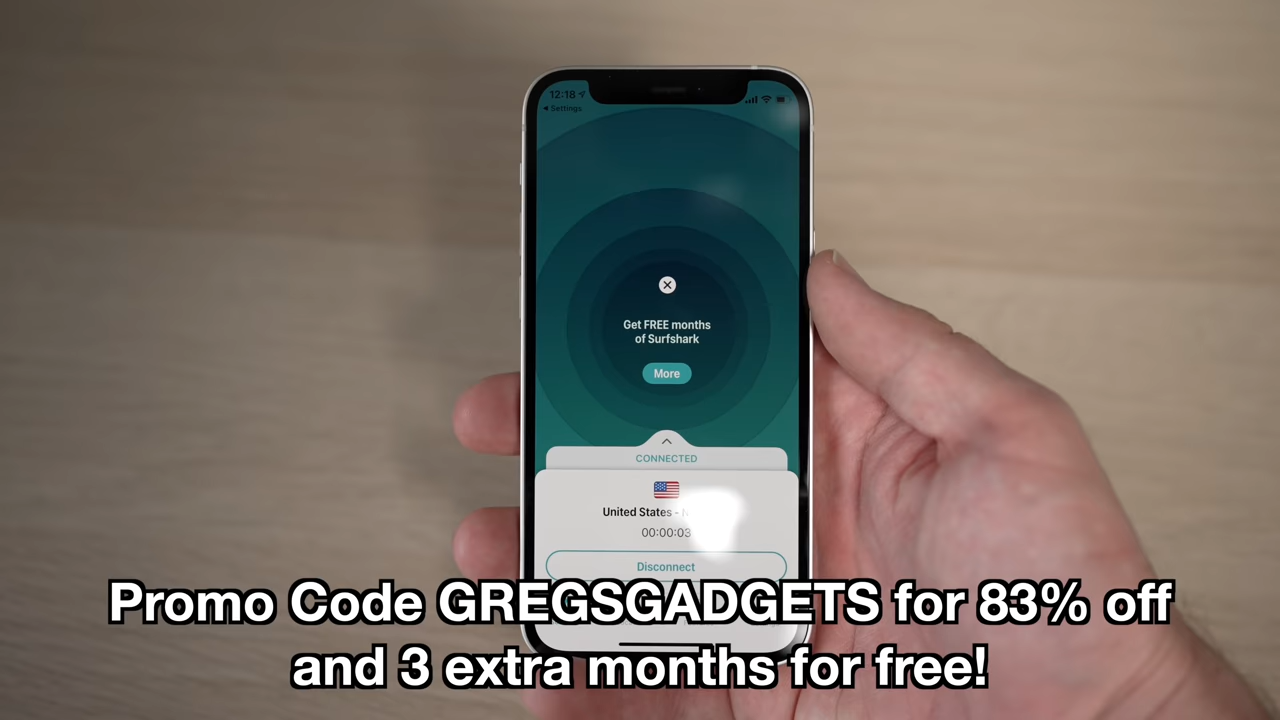 12:18
Settings
Get FREE months
of Surfshark
More
CONNECTED
United States -
00:00:03
Disconnect
Promo Code GREGSGADGETS for 83% off
and 3 extra months for free!